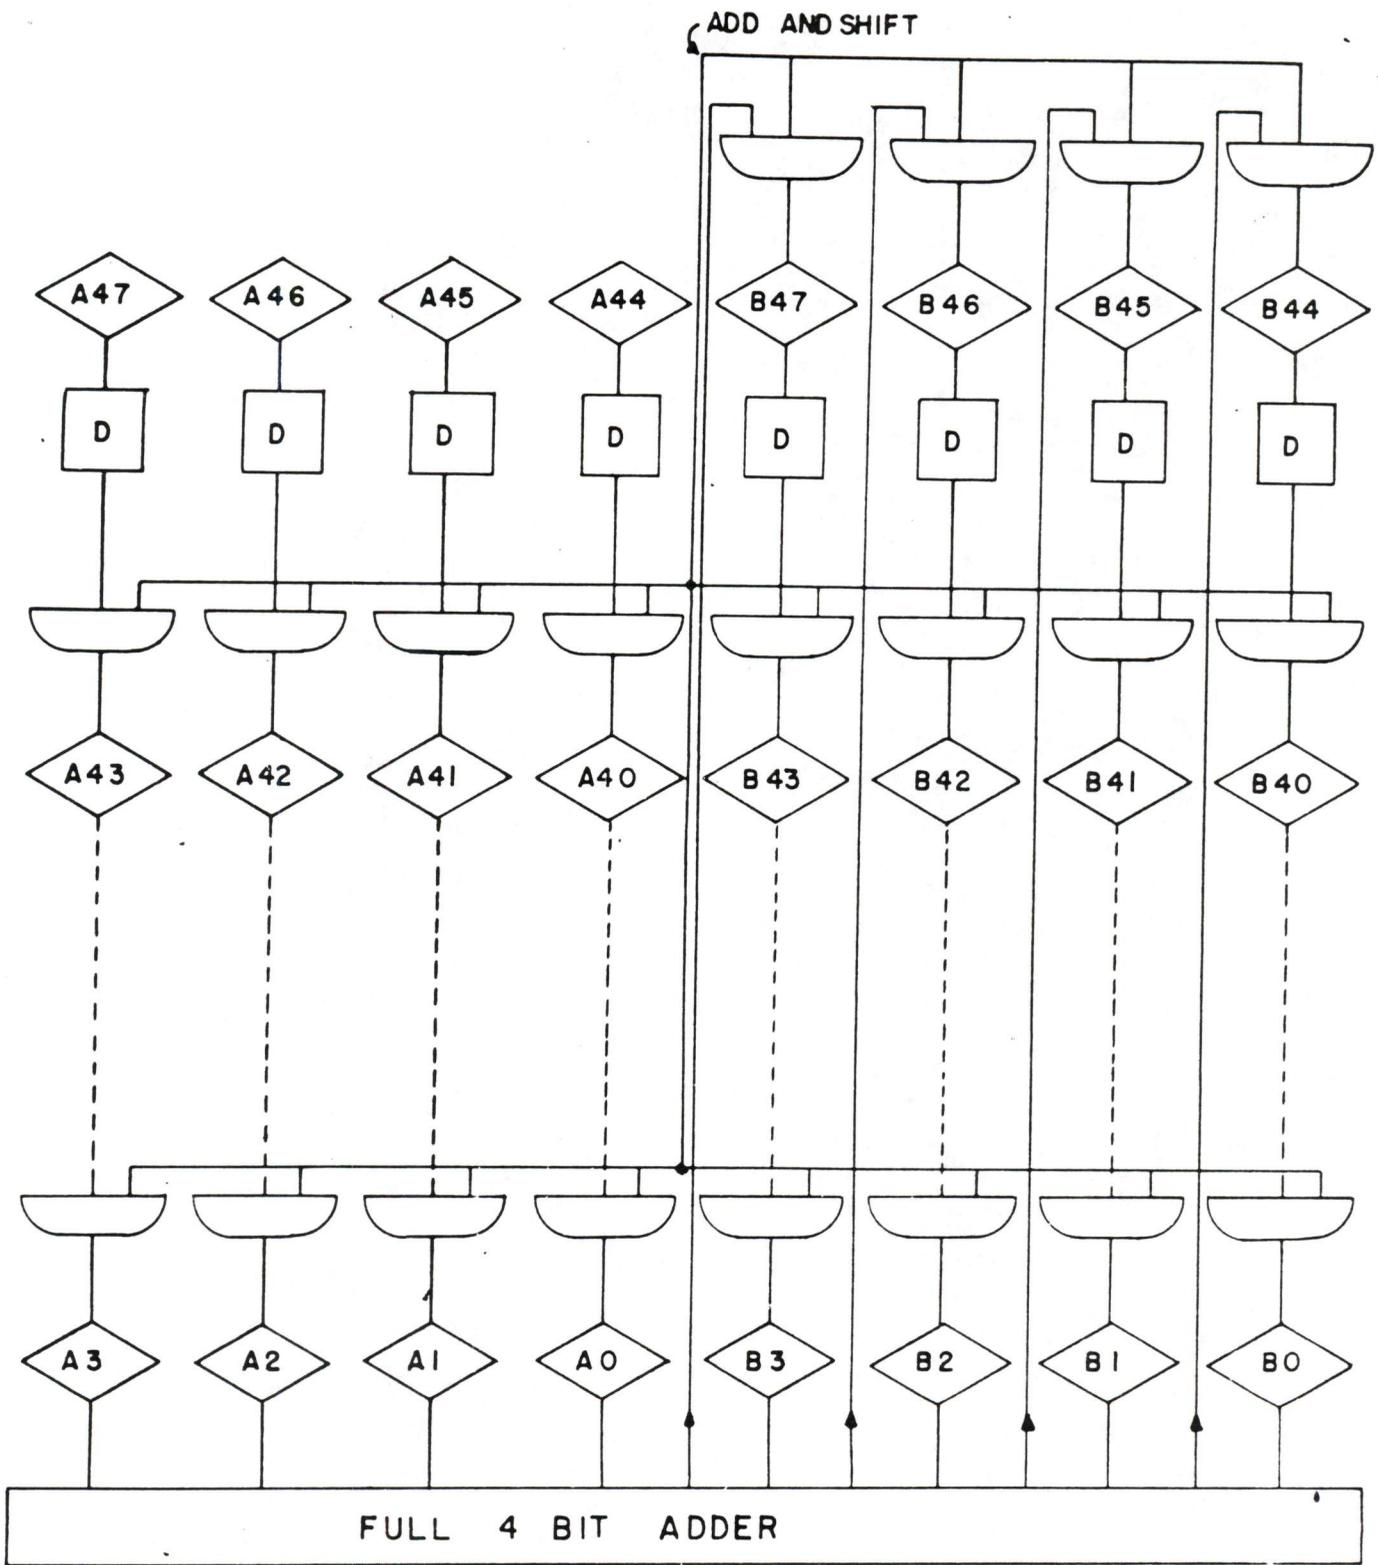 ADD AND SHIFT
A47 A46 A45 A44 B47 B46 B45 B44
D D D D D D D D
A43 A42 A41 A40 B43 B42 B41 B40
A3 A2 A1 A0 B3 B2 B1 B0
FULL 4 BIT ADDER